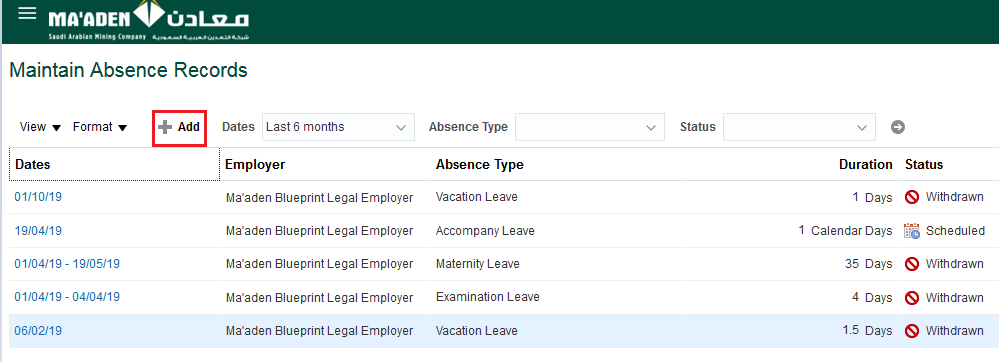 MA'ADEN معادن
Saudi Arabian Mining Company شركة التعدين العربية السعودية
Maintain Absence Records
View Format Add Dates Last 6 months Absence Type Status
Dates Employer Absence Type Duration Status
01/10/19 Ma'aden Blueprint Legal Employer Vacation Leave 1 Days Withdrawn
19/04/19 Ma'aden Blueprint Legal Employer Accompany Leave 1 Calendar Days Scheduled
01/04/19 - 19/05/19 Ma'aden Blueprint Legal Employer Maternity Leave 35 Days Withdrawn
01/04/19 - 04/04/19 Ma'aden Blueprint Legal Employer Examination Leave 4 Days Withdrawn
06/02/19 Ma'aden Blueprint Legal Employer Vacation Leave 1.5 Days Withdrawn